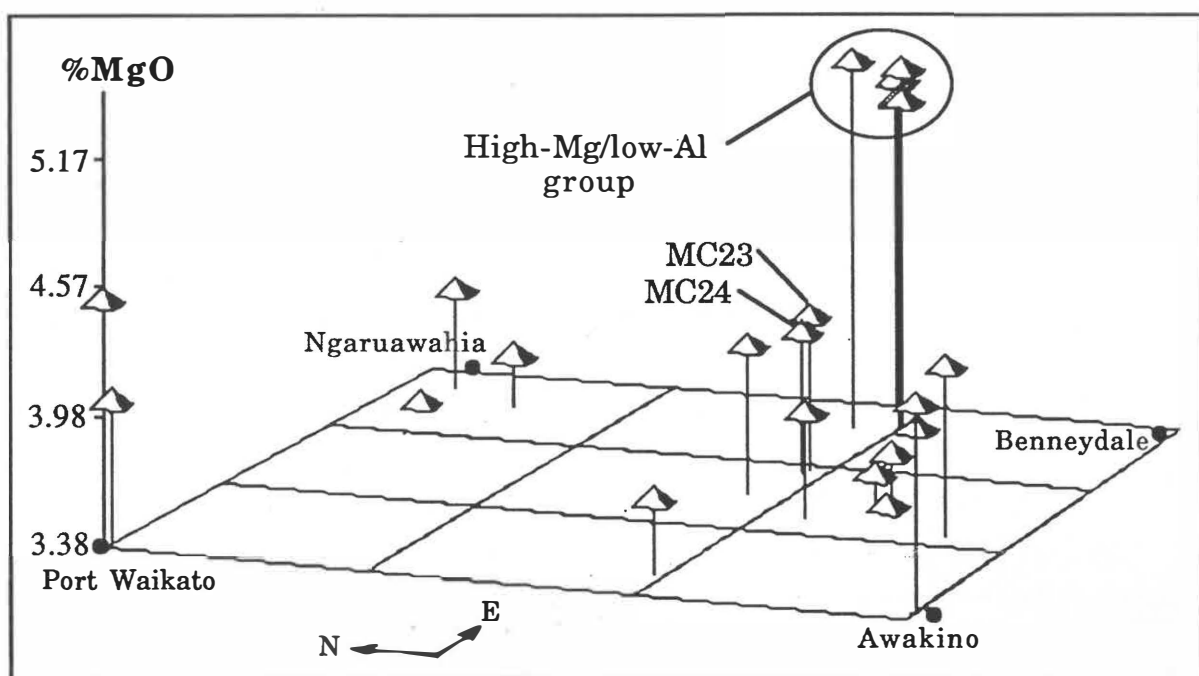 %MgO
5.17
4.57
3.98
3.38
High-Mg/low-Al
group
MC23
MC24
Ngaruawahia
Benneydale
Port Waikato
Awakino
N
E